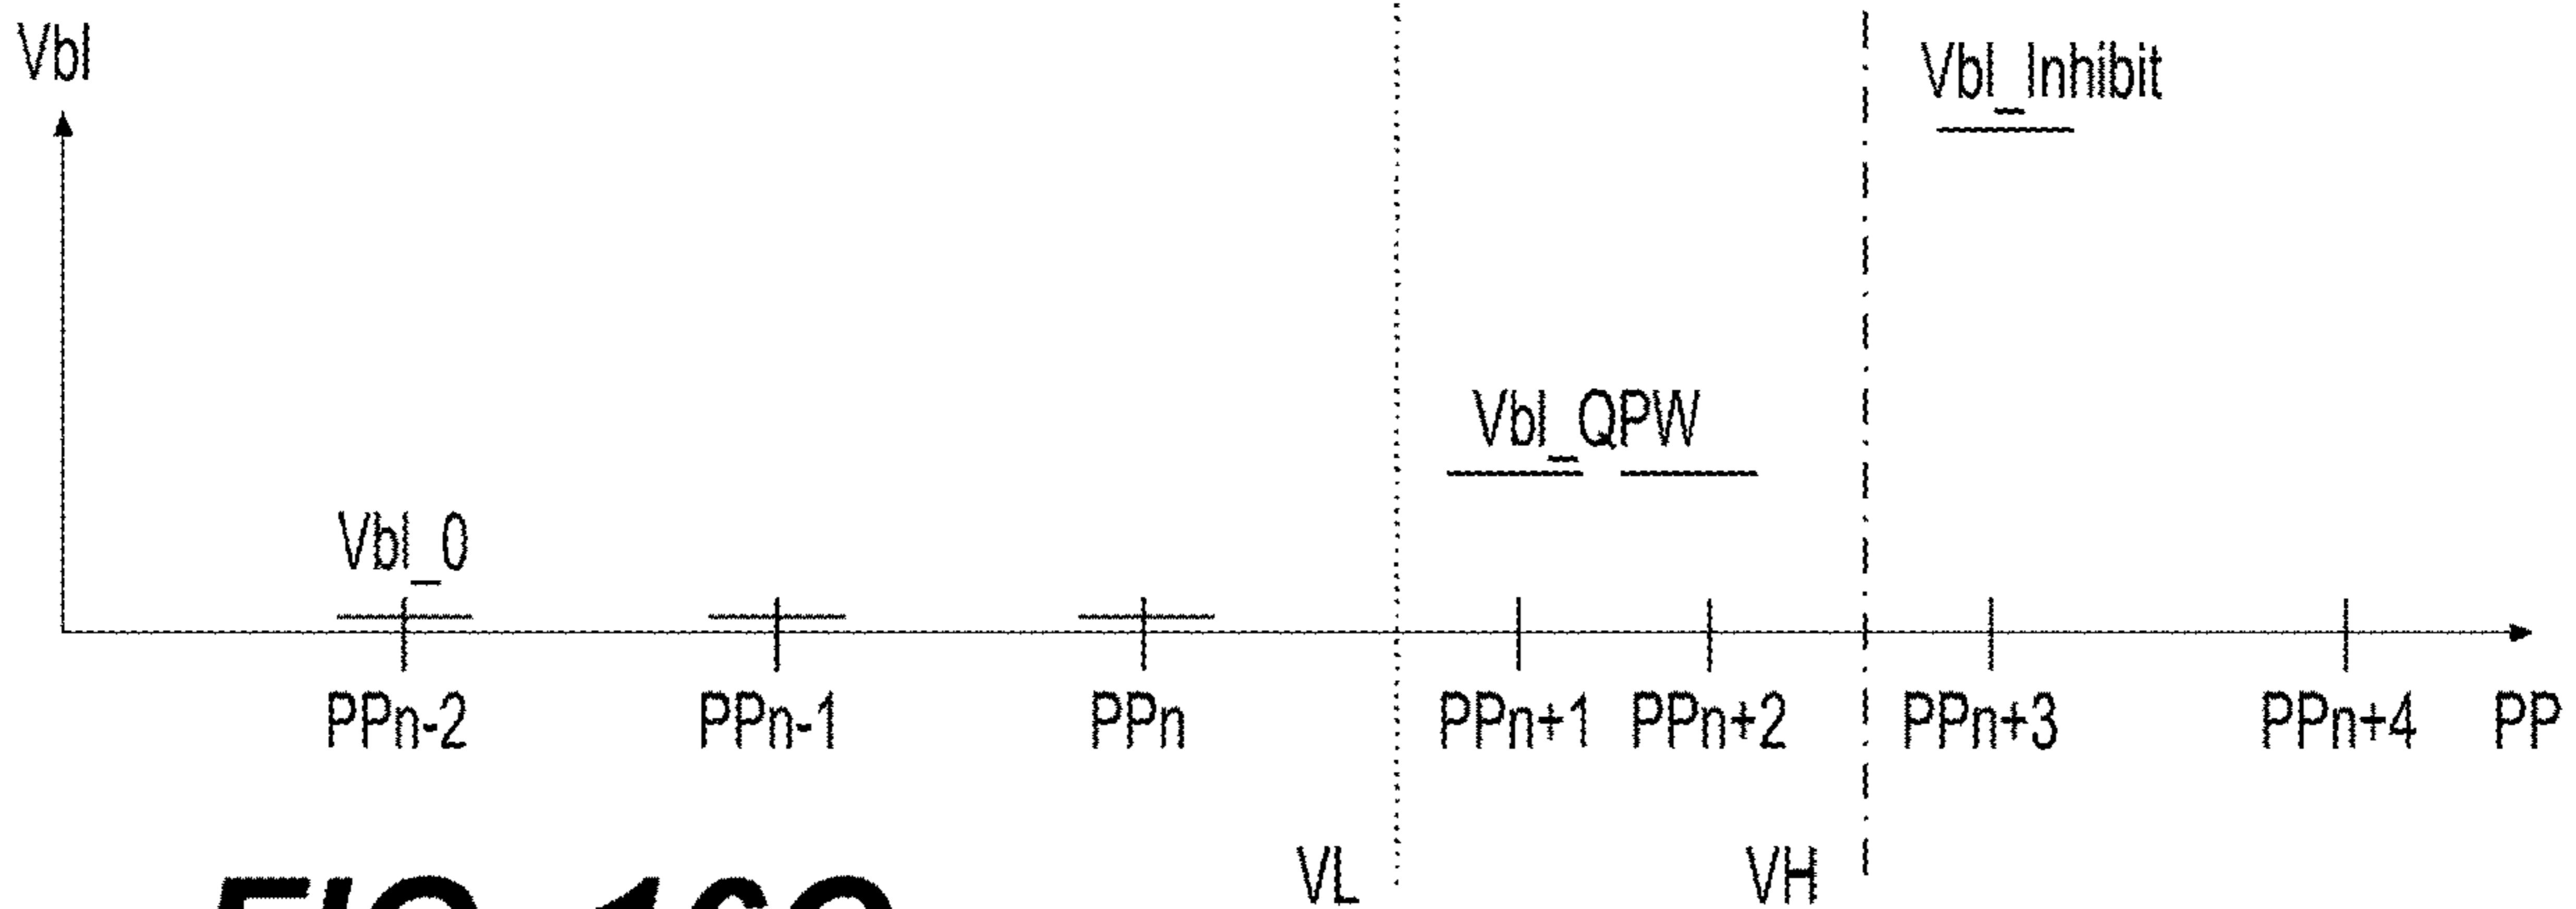 Vbl
Vbl_Inhibit
Vbl_QPW
Vbl_0
PPn-2 PPn-1 PPn PPn+1 PPn+2 PPn+3 PPn+4 PP
VL VH